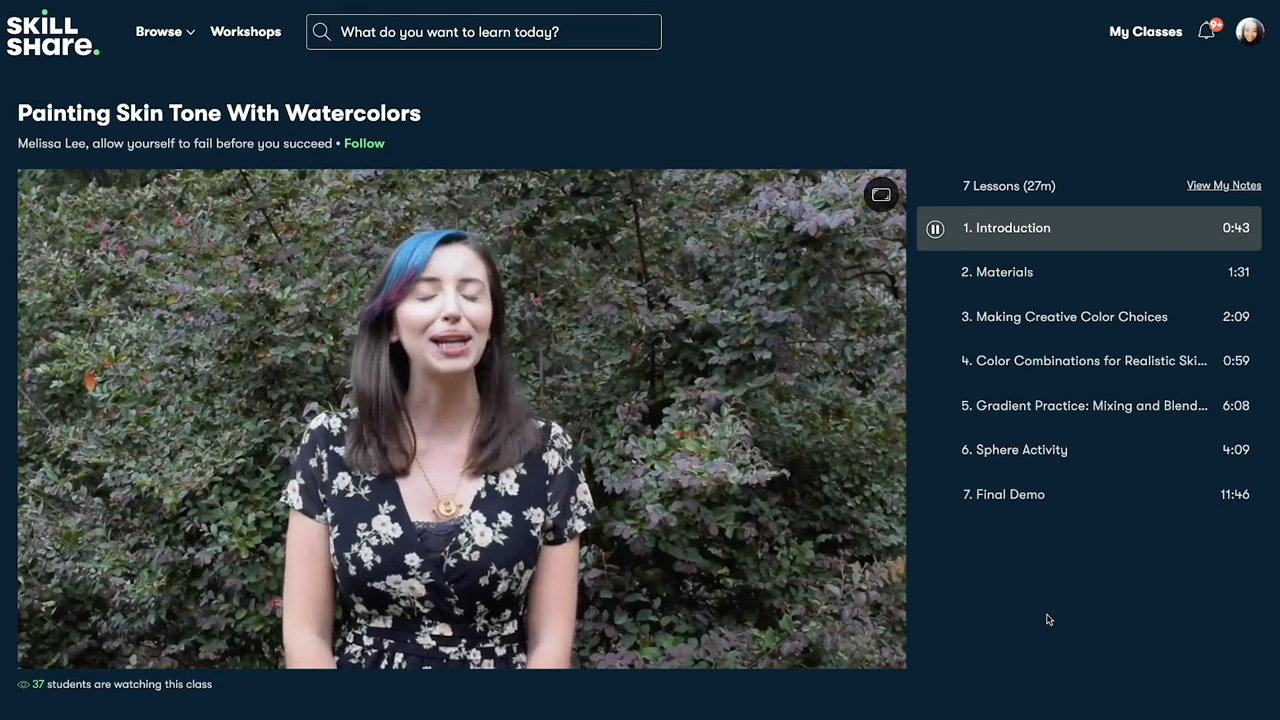 SKILL
SHare.
Browse
Workshops
What do you want to learn today?
My Classes
9+
Painting Skin Tone With Watercolors
Melissa Lee, allow yourself to fail before you succeed • Follow
7 Lessons (27m)
View My Notes
1. Introduction 0:43
2. Materials 1:31
3. Making Creative Color Choices 2:09
4. Color Combinations for Realistic Ski... 0:59
5. Gradient Practice: Mixing and Blend... 6:08
6. Sphere Activity 4:09
7. Final Demo 11:46
37 students are watching this class